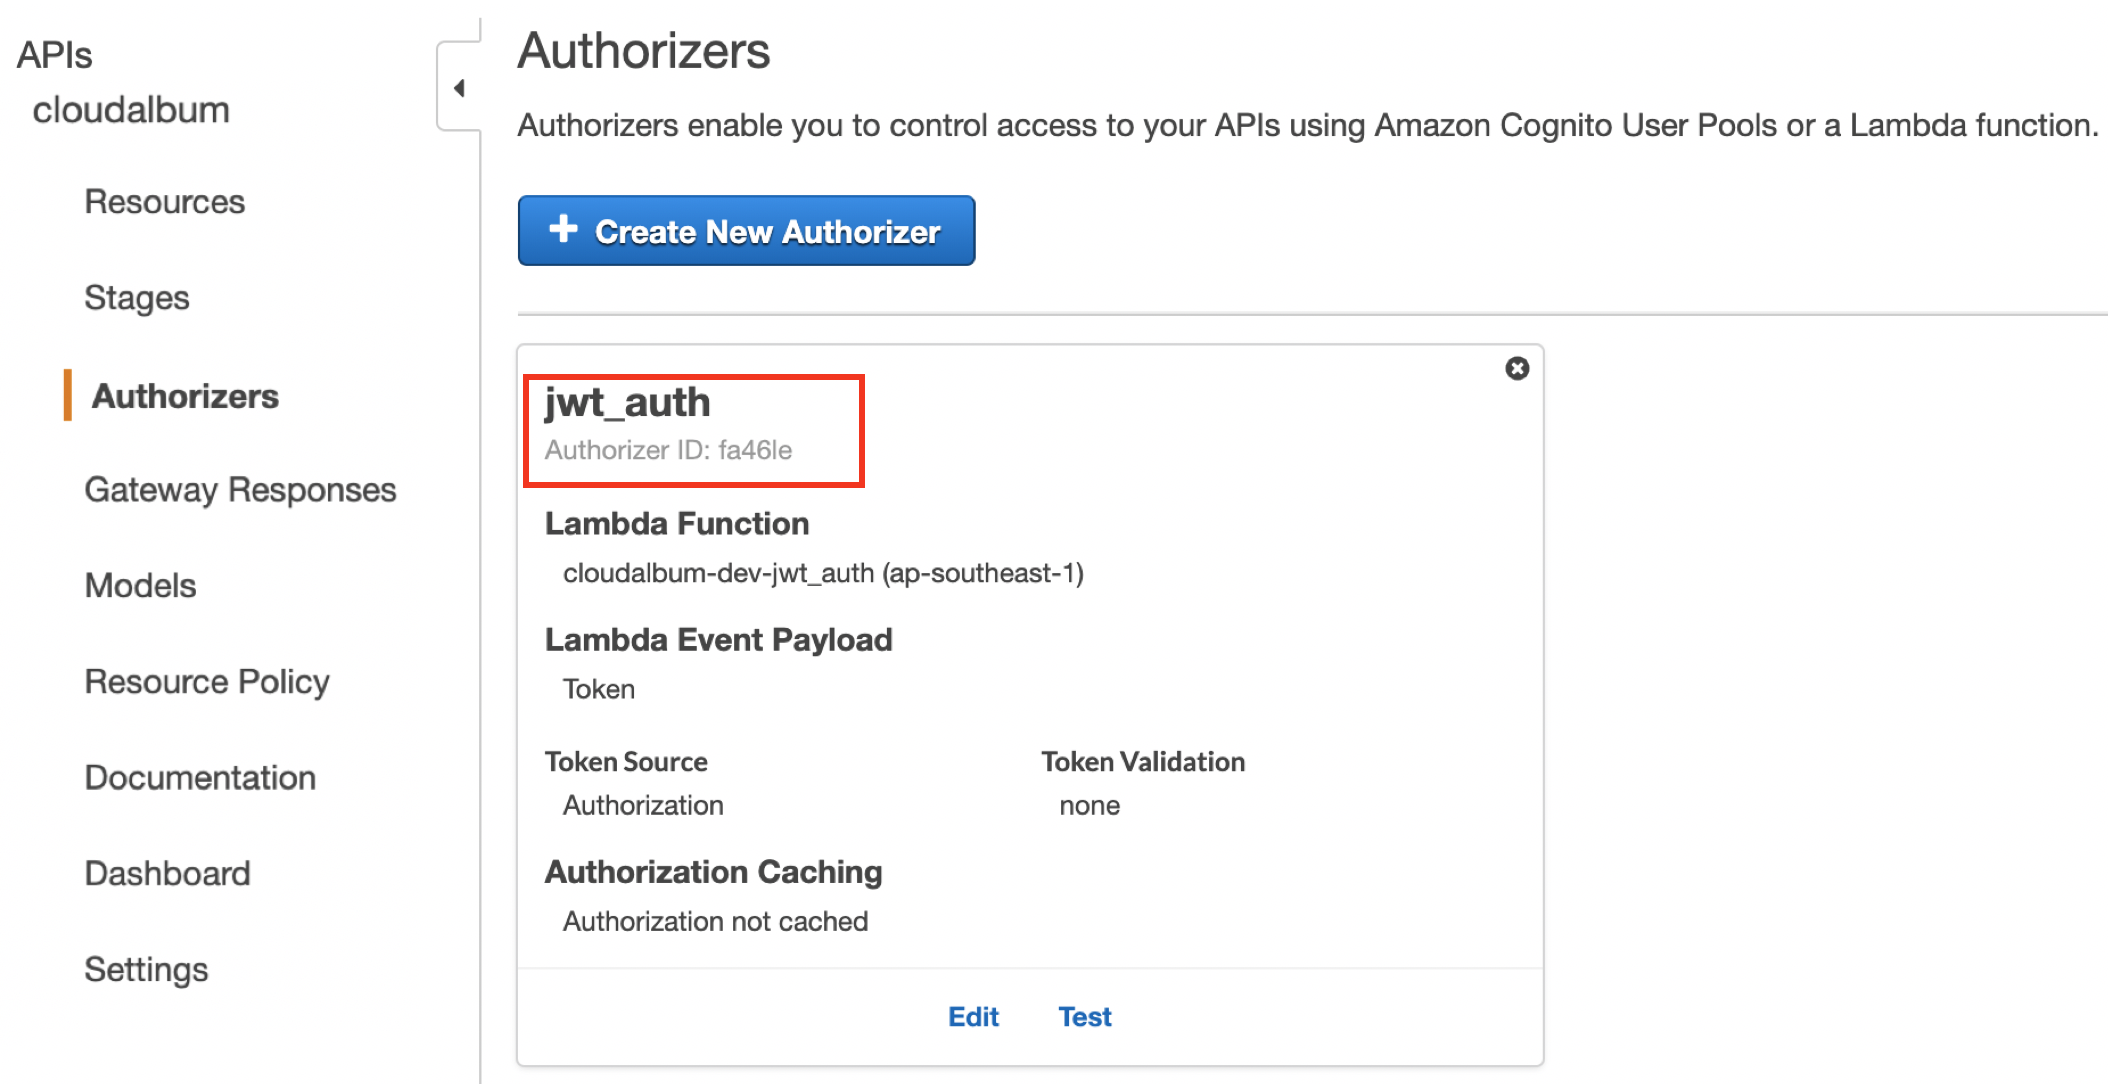 APIs
cloudalbum
Resources
Stages
Authorizers
Gateway Responses
Models
Resource Policy
Documentation
Dashboard
Settings
Authorizers
Authorizers enable you to control access to your APIs using Amazon Cognito User Pools or a Lambda function.
Create New Authorizer
jwt_auth
Authorizer ID: fa46le
Lambda Function
cloudalbum-dev-jwt_auth (ap-southeast-1)
Lambda Event Payload
Token
Token Source
Token Validation
Authorization
none
Authorization Caching
Authorization not cached
Edit
Test